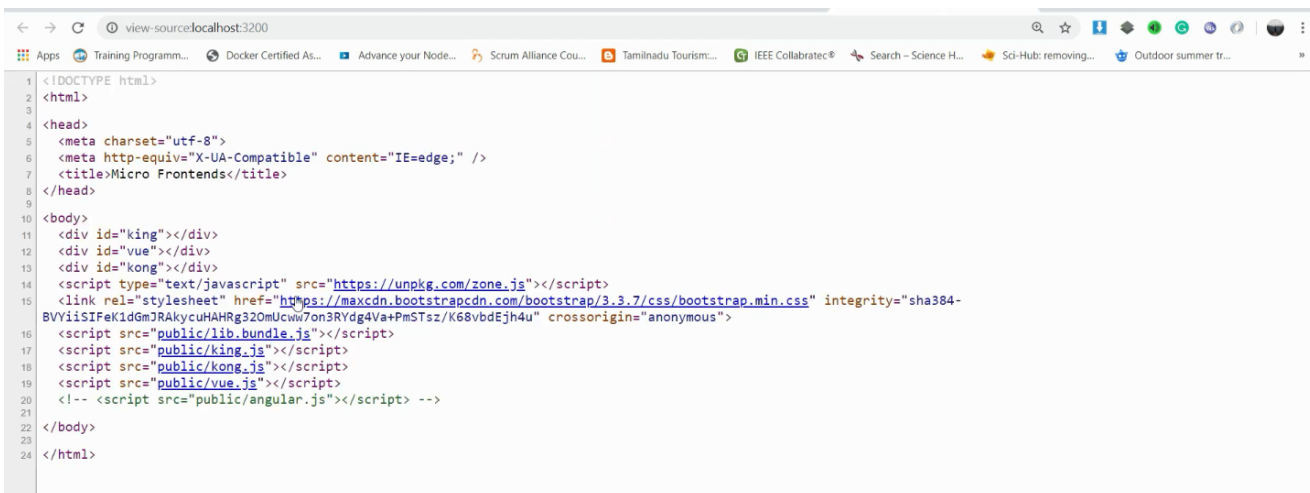 view-source:localhost:3200
Apps Training Programm... Docker Certified As... Advance your Node... Scrum Alliance Cou... Tamilnadu Tourism:... IEEE Collabratec® Search – Science H... Sci-Hub: removing... Outdoor summer tr... »
1 <!DOCTYPE html>
2 <html>
3
4 <head>
5 <meta charset="utf-8">
6 <meta http-equiv="X-UA-Compatible" content="IE=edge;" />
7 <title>Micro Frontends</title>
8 </head>
9
10 <body>
11 <div id="king"></div>
12 <div id="vue"></div>
13 <div id="kong"></div>
14 <script type="text/javascript" src="https://unpkg.com/zone.js"></script>
15 <link rel="stylesheet" href="https://maxcdn.bootstrapcdn.com/bootstrap/3.3.7/css/bootstrap.min.css" integrity="sha384-
BVYiiSIFeK1dGmJRAkycuHAHRg32OmUcww7on3RYdg4Va+PmSTsz/K68vbdEjh4u" crossorigin="anonymous">
16 <script src="public/lib.bundle.js"></script>
17 <script src="public/king.js"></script>
18 <script src="public/kong.js"></script>
19 <script src="public/vue.js"></script>
20 <!-- <script src="public/angular.js"></script> -->
21
22 </body>
23
24 </html>